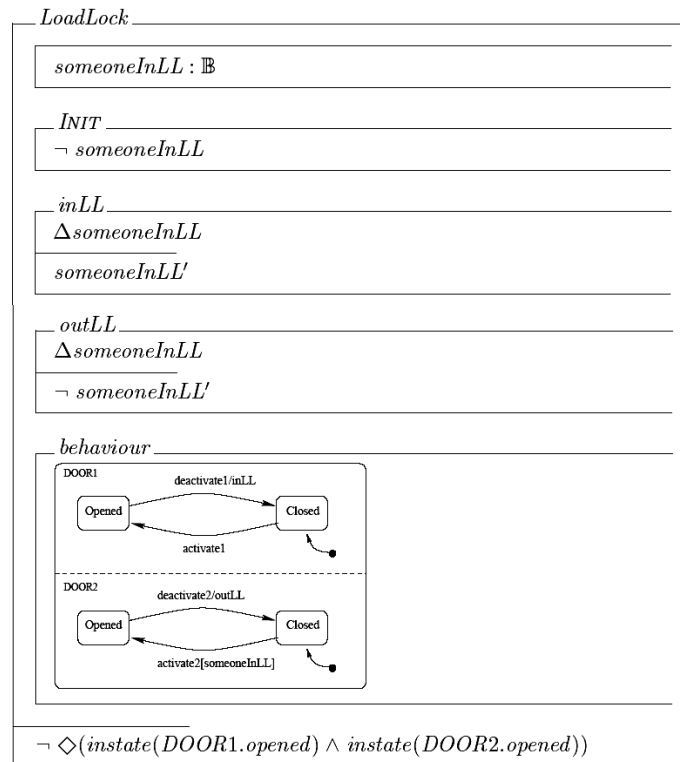 LoadLock
someoneInLL : 𝔹
INIT
¬ someoneInLL
inLL
ΔsomeoneInLL
someoneInLL′
outLL
ΔsomeoneInLL
¬ someoneInLL′
behaviour
DOOR1
deactivate1/inLL
Opened
Closed
activate1
DOOR2
deactivate2/outLL
Opened
Closed
activate2[someoneInLL]
¬ ◇(instate(DOOR1.opened) ∧ instate(DOOR2.opened))